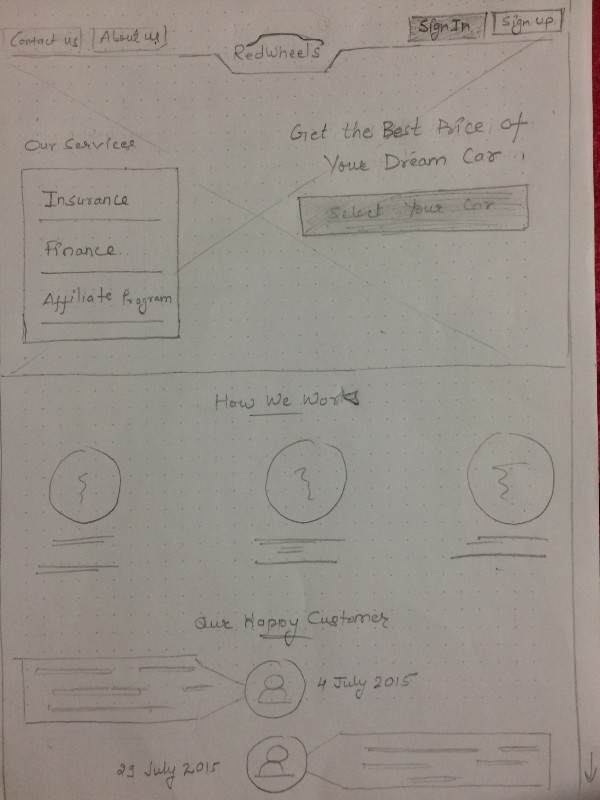 Contact us
About us
RedWheels
Sign In
Sign up
Our Services
Insurance
Finance
Affiliate Program
Get the Best Price of
Your Dream Car
Select Your Car
How We Works
Our Happy Customer
4 July 2015
29 July 2015